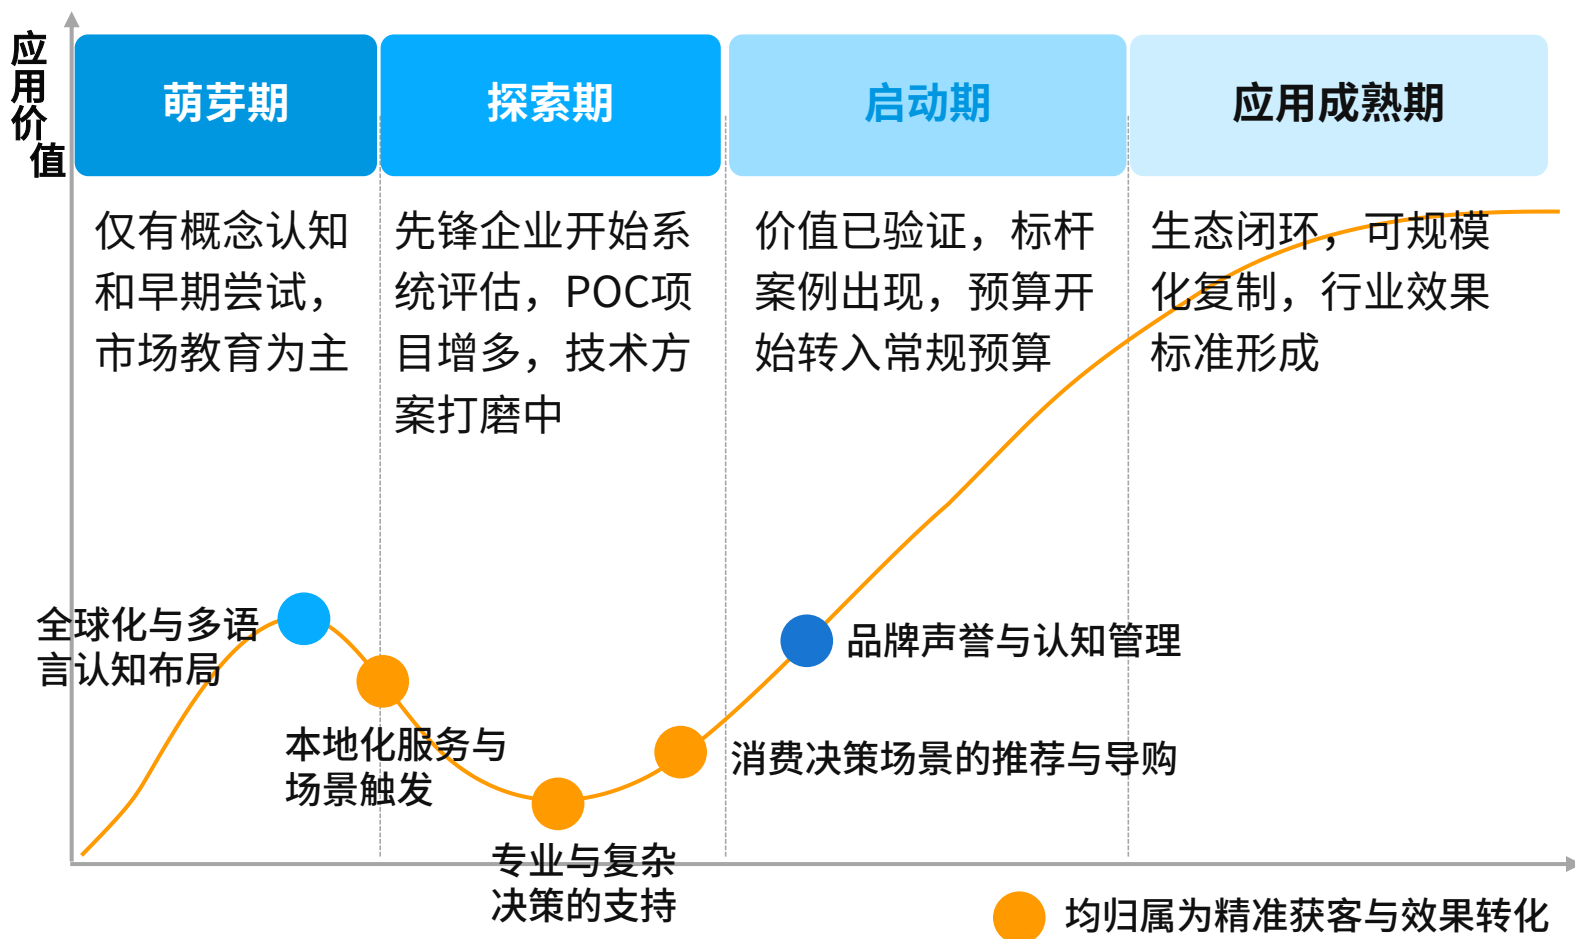 应用价值
萌芽期
探索期
启动期
应用成熟期
仅有概念认知
和早期尝试，
市场教育为主
先锋企业开始系
统评估，POC项
目增多，技术方
案打磨中
价值已验证，标杆
案例出现，预算开
始转入常规预算
生态闭环，可规模
化复制，行业效果
标准形成
全球化与多语
言认知布局
本地化服务与
场景触发
专业与复杂
决策的支持
消费决策场景的推荐与导购
品牌声誉与认知管理
均归属为精准获客与效果转化